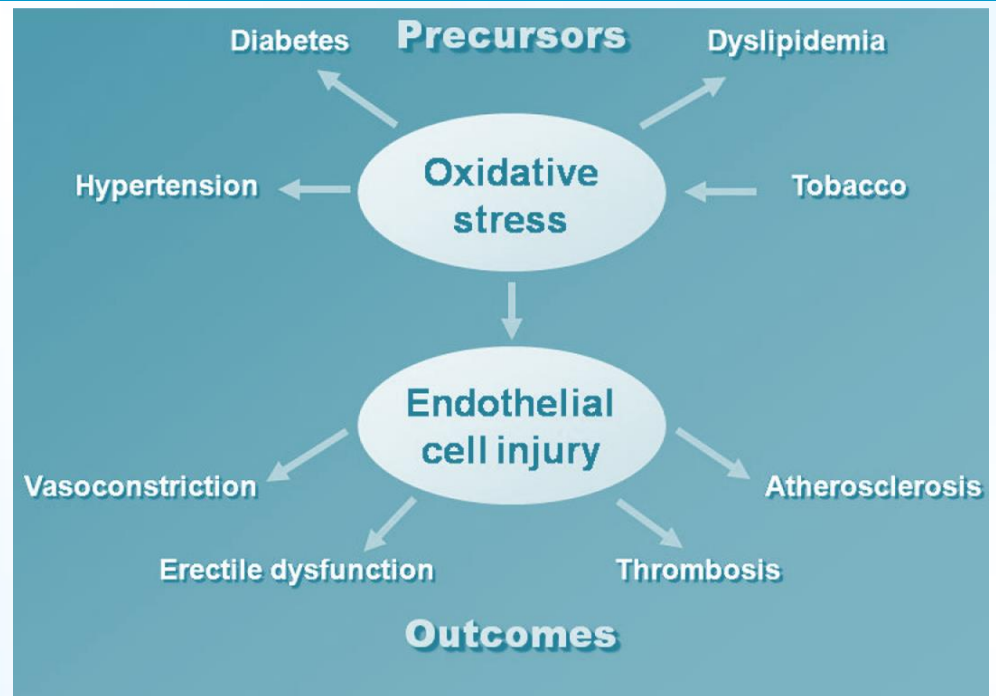 Precursors
Diabetes
Dyslipidemia
Oxidative
stress
Hypertension
Tobacco
Endothelial
cell injury
Vasoconstriction
Atherosclerosis
Erectile dysfunction
Thrombosis
Outcomes